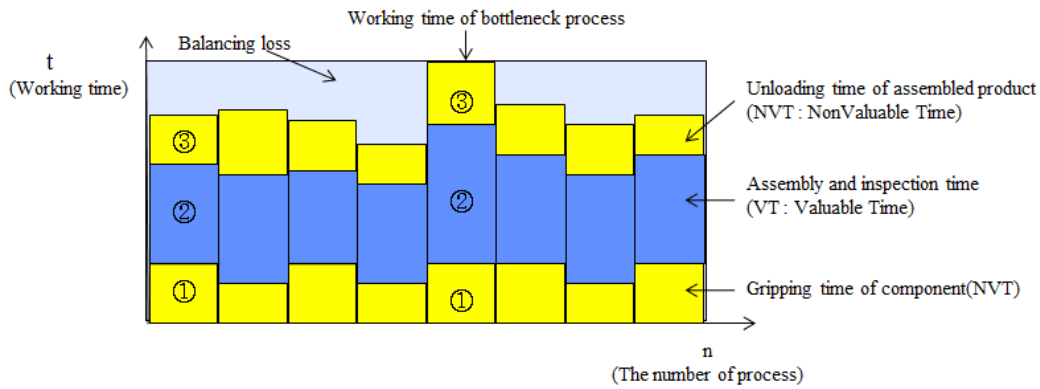 Working time of bottleneck process
Balancing loss
t
(Working time)
Unloading time of assembled product
(NVT : NonValuable Time)
③
③
Assembly and inspection time
(VT : Valuable Time)
②
②
Gripping time of component(NVT)
①
①
n
(The number of process)